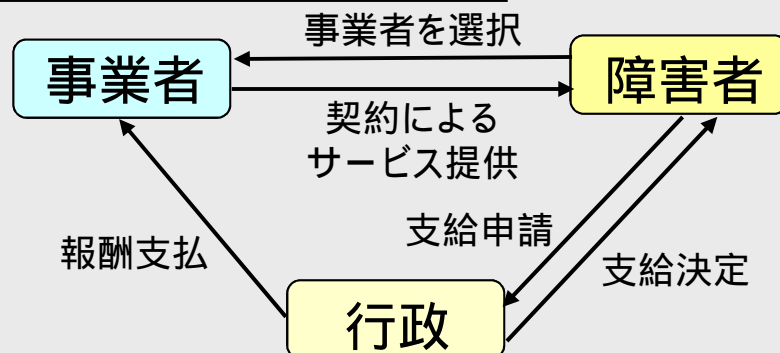 事業者を選択
事業者
障害者
契約による
サービス提供
支給申請
報酬支払
支給決定
行政